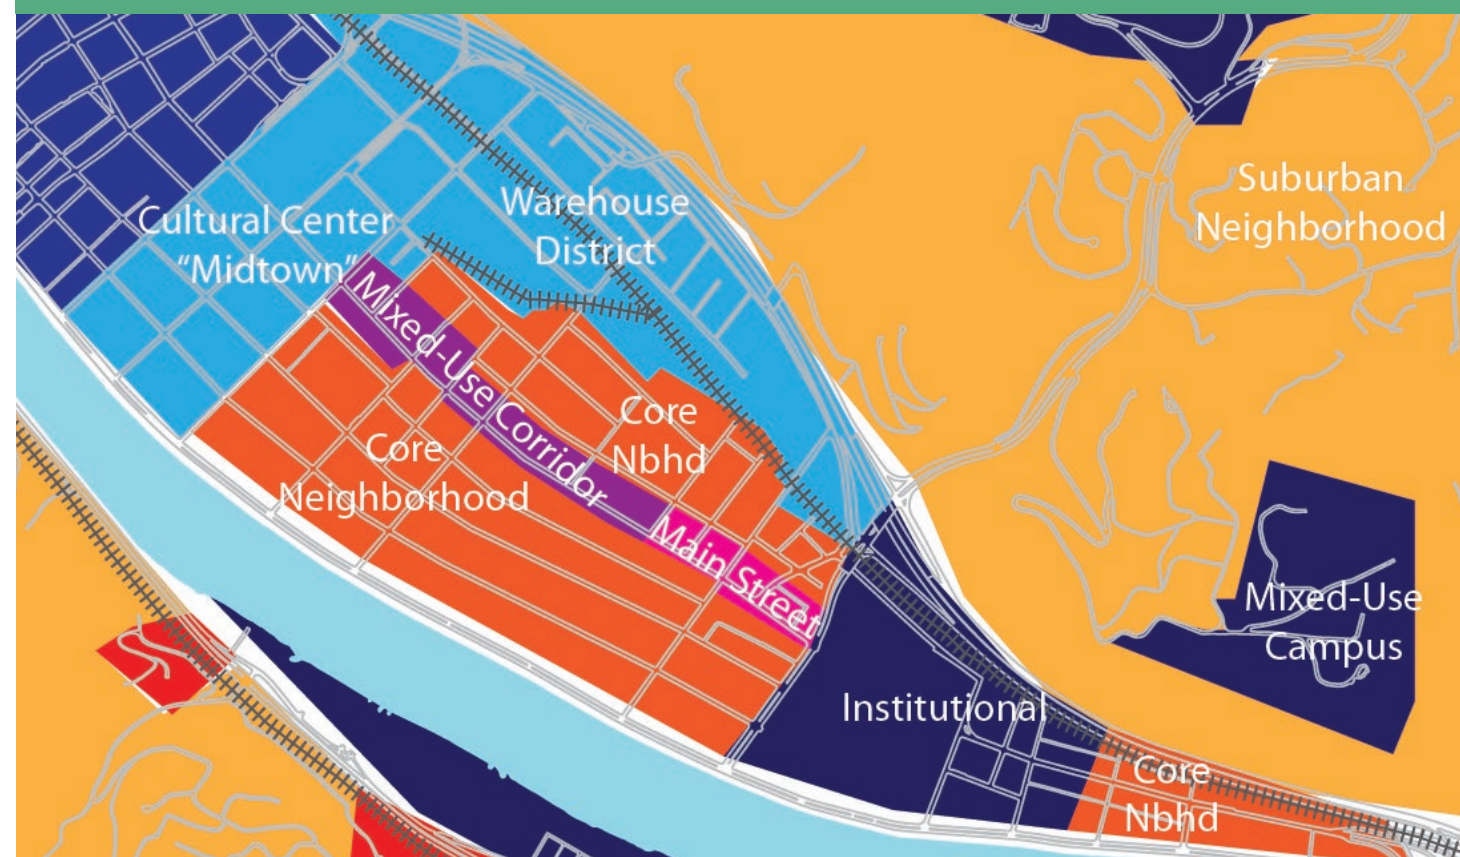 Cultural Center
“Midtown”
Warehouse
District
Suburban
Neighborhood
Mixed-Use Corridor
Core
Nbhd
Core
Neighborhood
Main Street
Mixed-Use
Campus
Institutional
Core
Nbhd